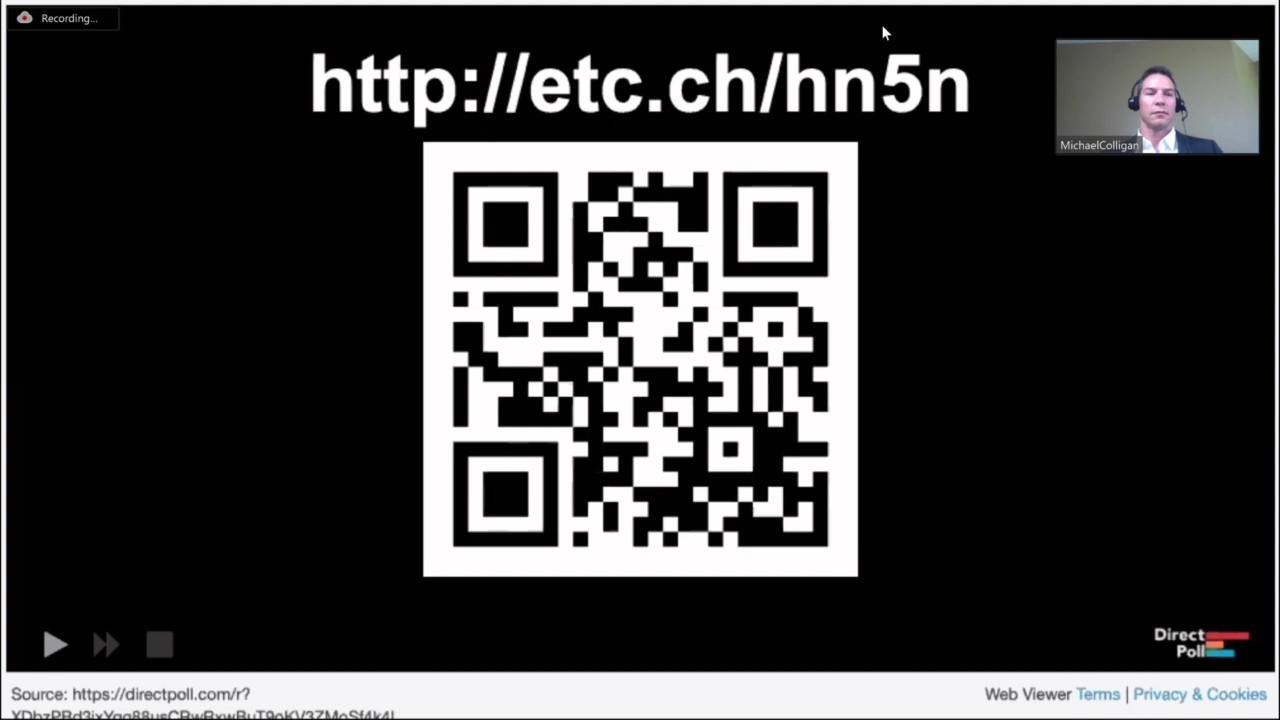 Recording...
http://etc.ch/hn5n
MichaelColligan
Direct
Poll
Source: https://directpoll.com/r?
Web Viewer Terms | Privacy & Cookies